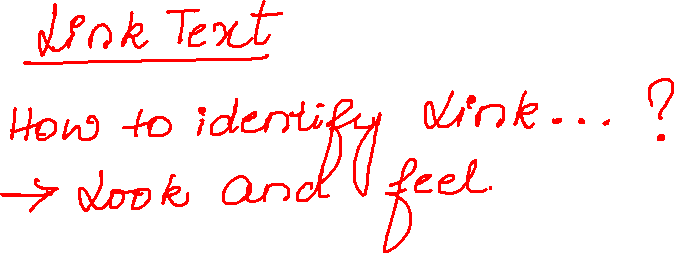 Link Text
How to identify Link... ?
→ Look and feel.